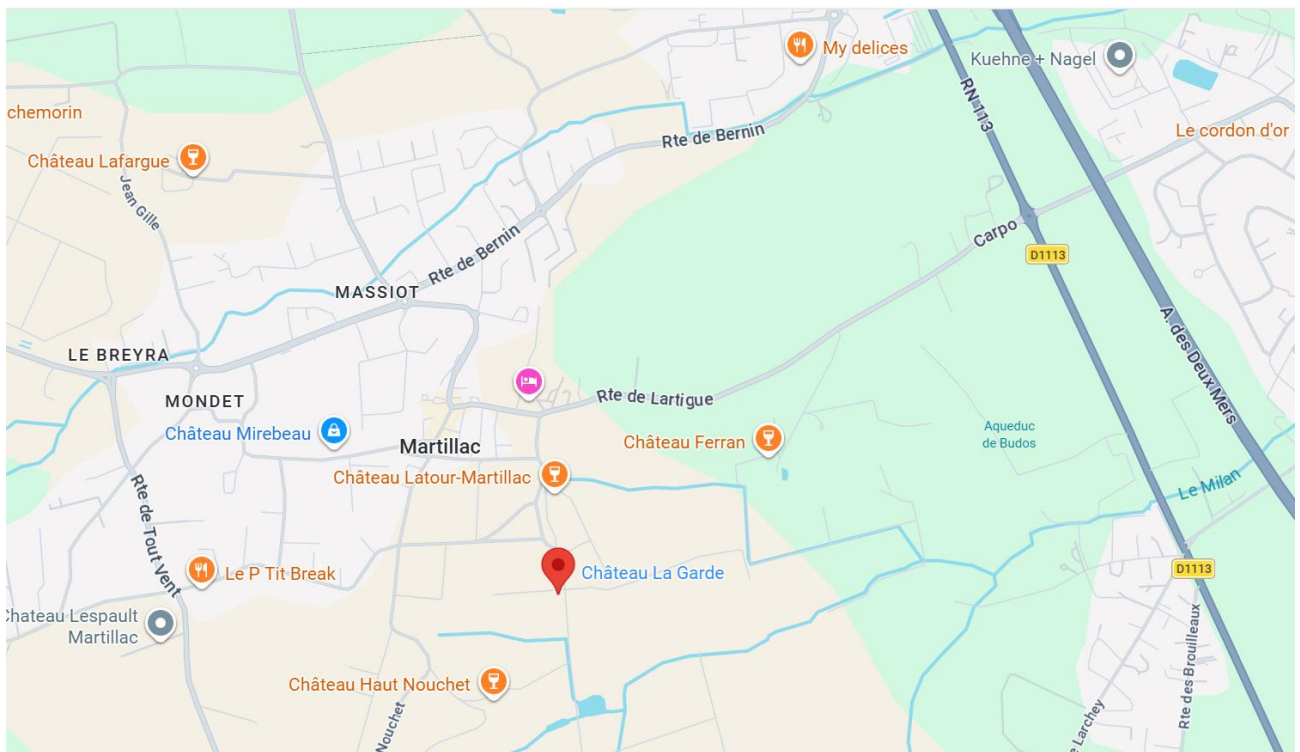 My delices
Kuehne + Nagel
chemorin
RN 113
Rte de Bernin
Le cordon d'or
Château Lafargue
Jean Gille
Carpo
Rte de Bernin
D1113
MASSIOT
A. des Deux Mers
LE BREYRA
MONDET
Rte de Lartigue
Château Mirebeau
Martillac
Château Ferran
Aqueduc
de Budos
Château Latour-Martillac
Le Milan
Rte de Tout Vent
Le P Tit Break
Château La Garde
D1113
Chateau Lespault
Martillac
Château Haut Nouchet
Nouchet
Rte des Brouilleaux
e Larchey